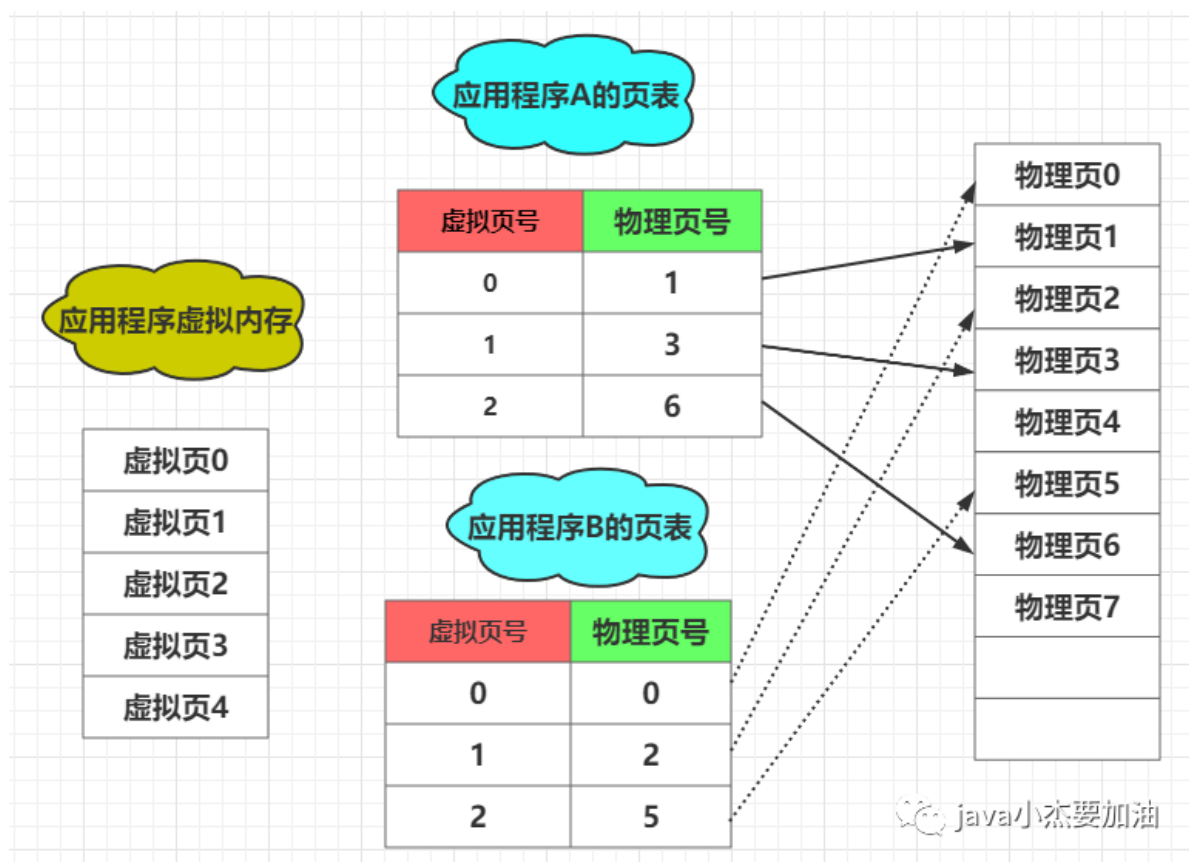 应用程序A的页表
虚拟页号 物理页号
0 1
1 3
2 6
应用程序虚拟内存
虚拟页0
虚拟页1
虚拟页2
虚拟页3
虚拟页4
应用程序B的页表
虚拟页号 物理页号
0 0
1 2
2 5
物理页0
物理页1
物理页2
物理页3
物理页4
物理页5
物理页6
物理页7
java小杰要加油